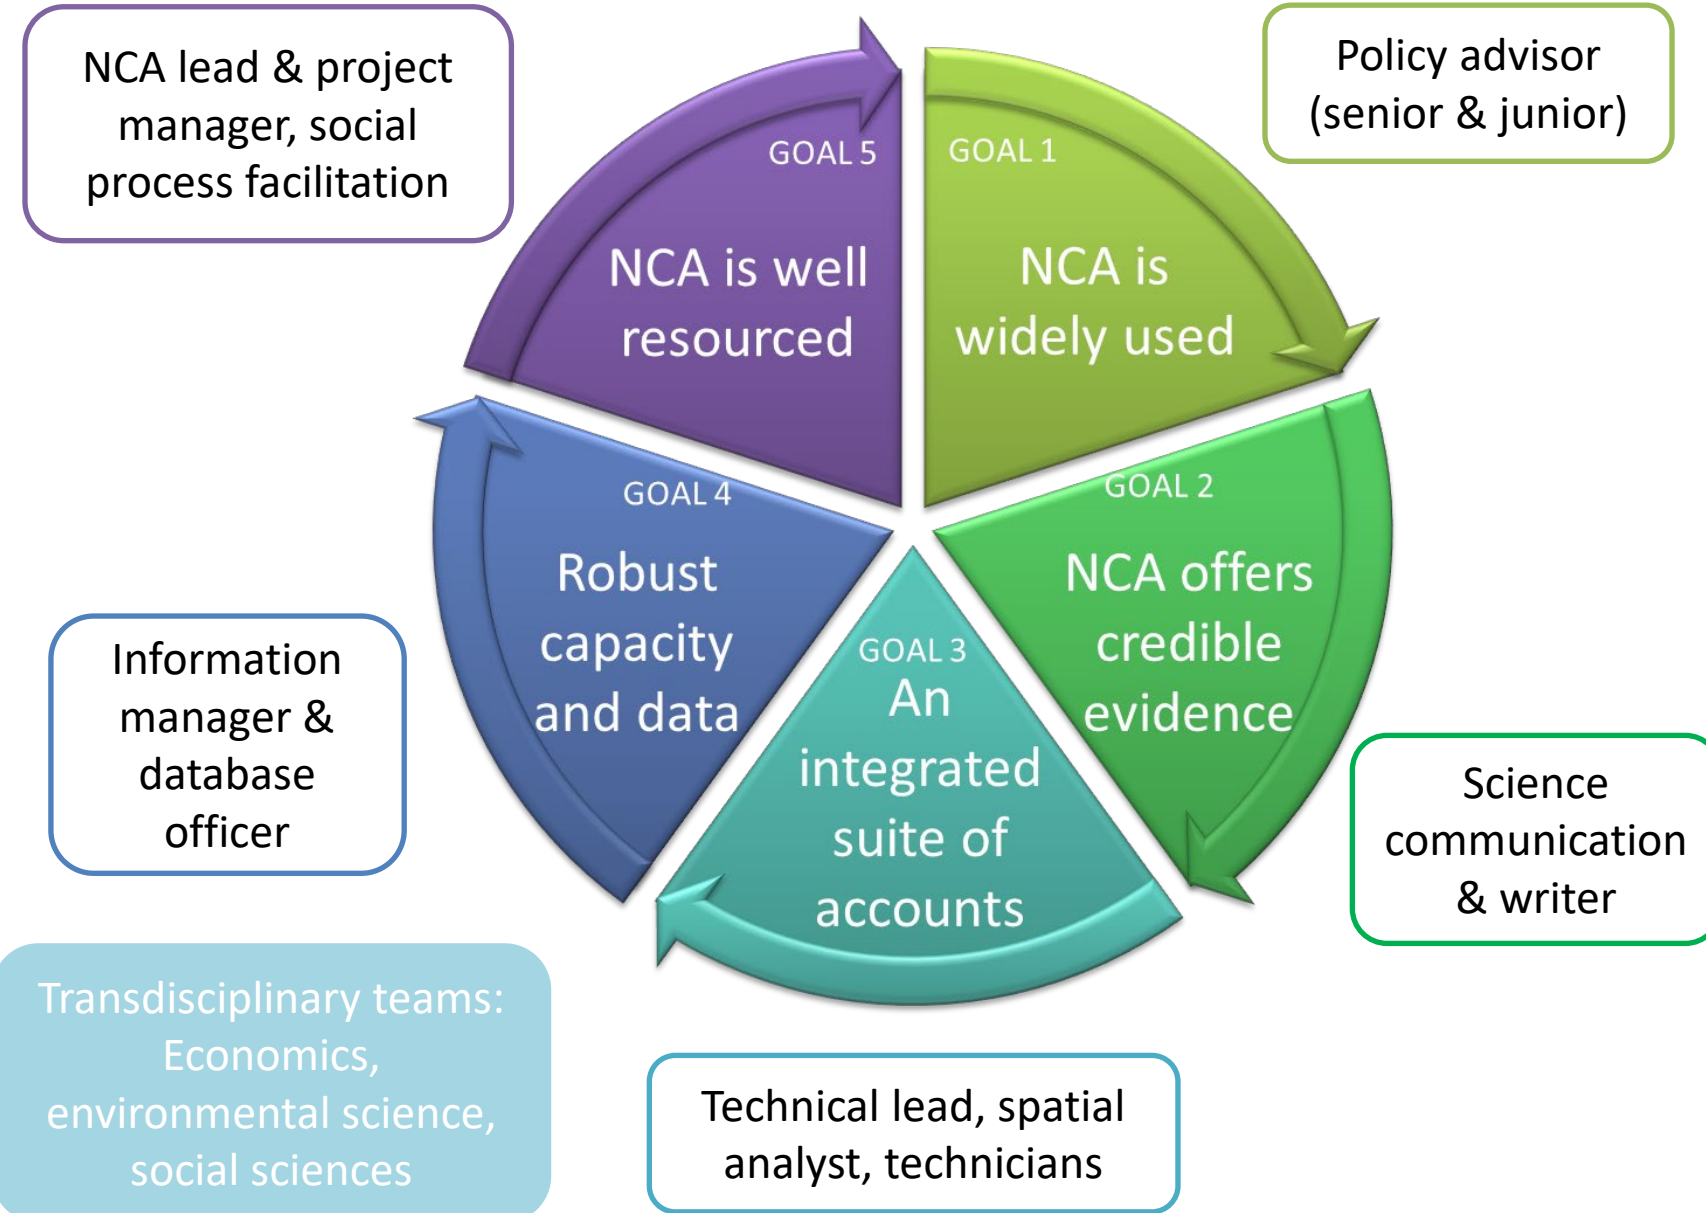 NCA lead & project
manager, social
process facilitation
Policy advisor
(senior & junior)
GOAL 5
NCA is well
resourced
GOAL 1
NCA is
widely used
GOAL 4
Robust
capacity
and data
GOAL 2
NCA offers
credible
evidence
GOAL 3
An
integrated
suite of
accounts
Information
manager &
database
officer
Science
communication
& writer
Transdisciplinary teams:
Economics,
environmental science,
social sciences
Technical lead, spatial
analyst, technicians